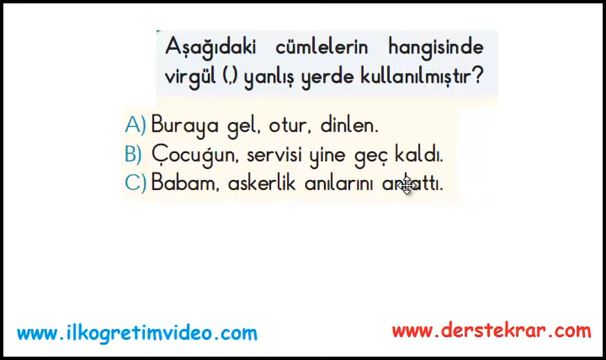 Aşağıdaki cümlelerin hangisinde
virgül (,) yanlış yerde kullanılmıştır?
A) Buraya gel, otur, dinlen.
B) Çocuğun, servisi yine geç kaldı.
C) Babam, askerlik anılarını anlattı.
www.ilkogretimvideo.com
www.derstekrar.com